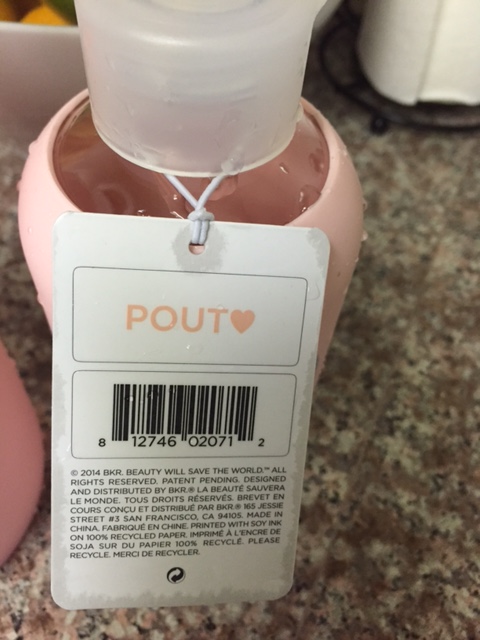 POUT♥
8 12746 02071 2
© 2014 BKR. BEAUTY WILL SAVE THE WORLD.™ ALL
RIGHTS RESERVED. PATENT PENDING. DESIGNED
AND DISTRIBUTED BY BKR.® LA BEAUTÉ SAUVERA
LE MONDE. TOUS DROITS RÉSERVÉS. BREVET EN
COURS CONÇU ET DISTRIBUÉ PAR BKR.® 165 JESSIE
STREET #3 SAN FRANCISCO, CA 94105. MADE IN
CHINA. FABRIQUÉ EN CHINE. PRINTED WITH SOY INK
ON 100% RECYCLED PAPER. IMPRIMÉ À L'ENCRE DE
SOJA SUR DU PAPIER 100% RECYCLÉ. PLEASE
RECYCLE. MERCI DE RECYCLER.